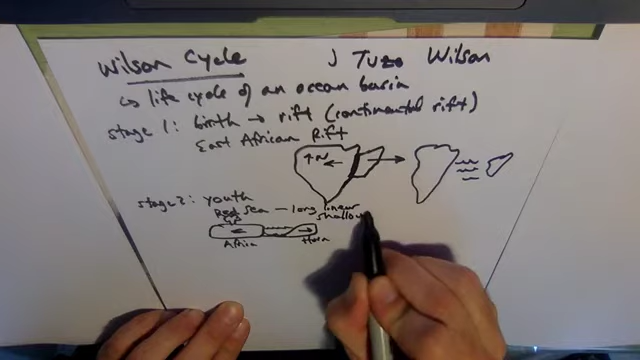 Wilson Cycle J Tuzo Wilson
↳ life cycle of an ocean basin
stage 1: birth → rift (continental rift)
East African Rift
↑N
stage 2: youth
Red Sea — long linear
shallow
Africa